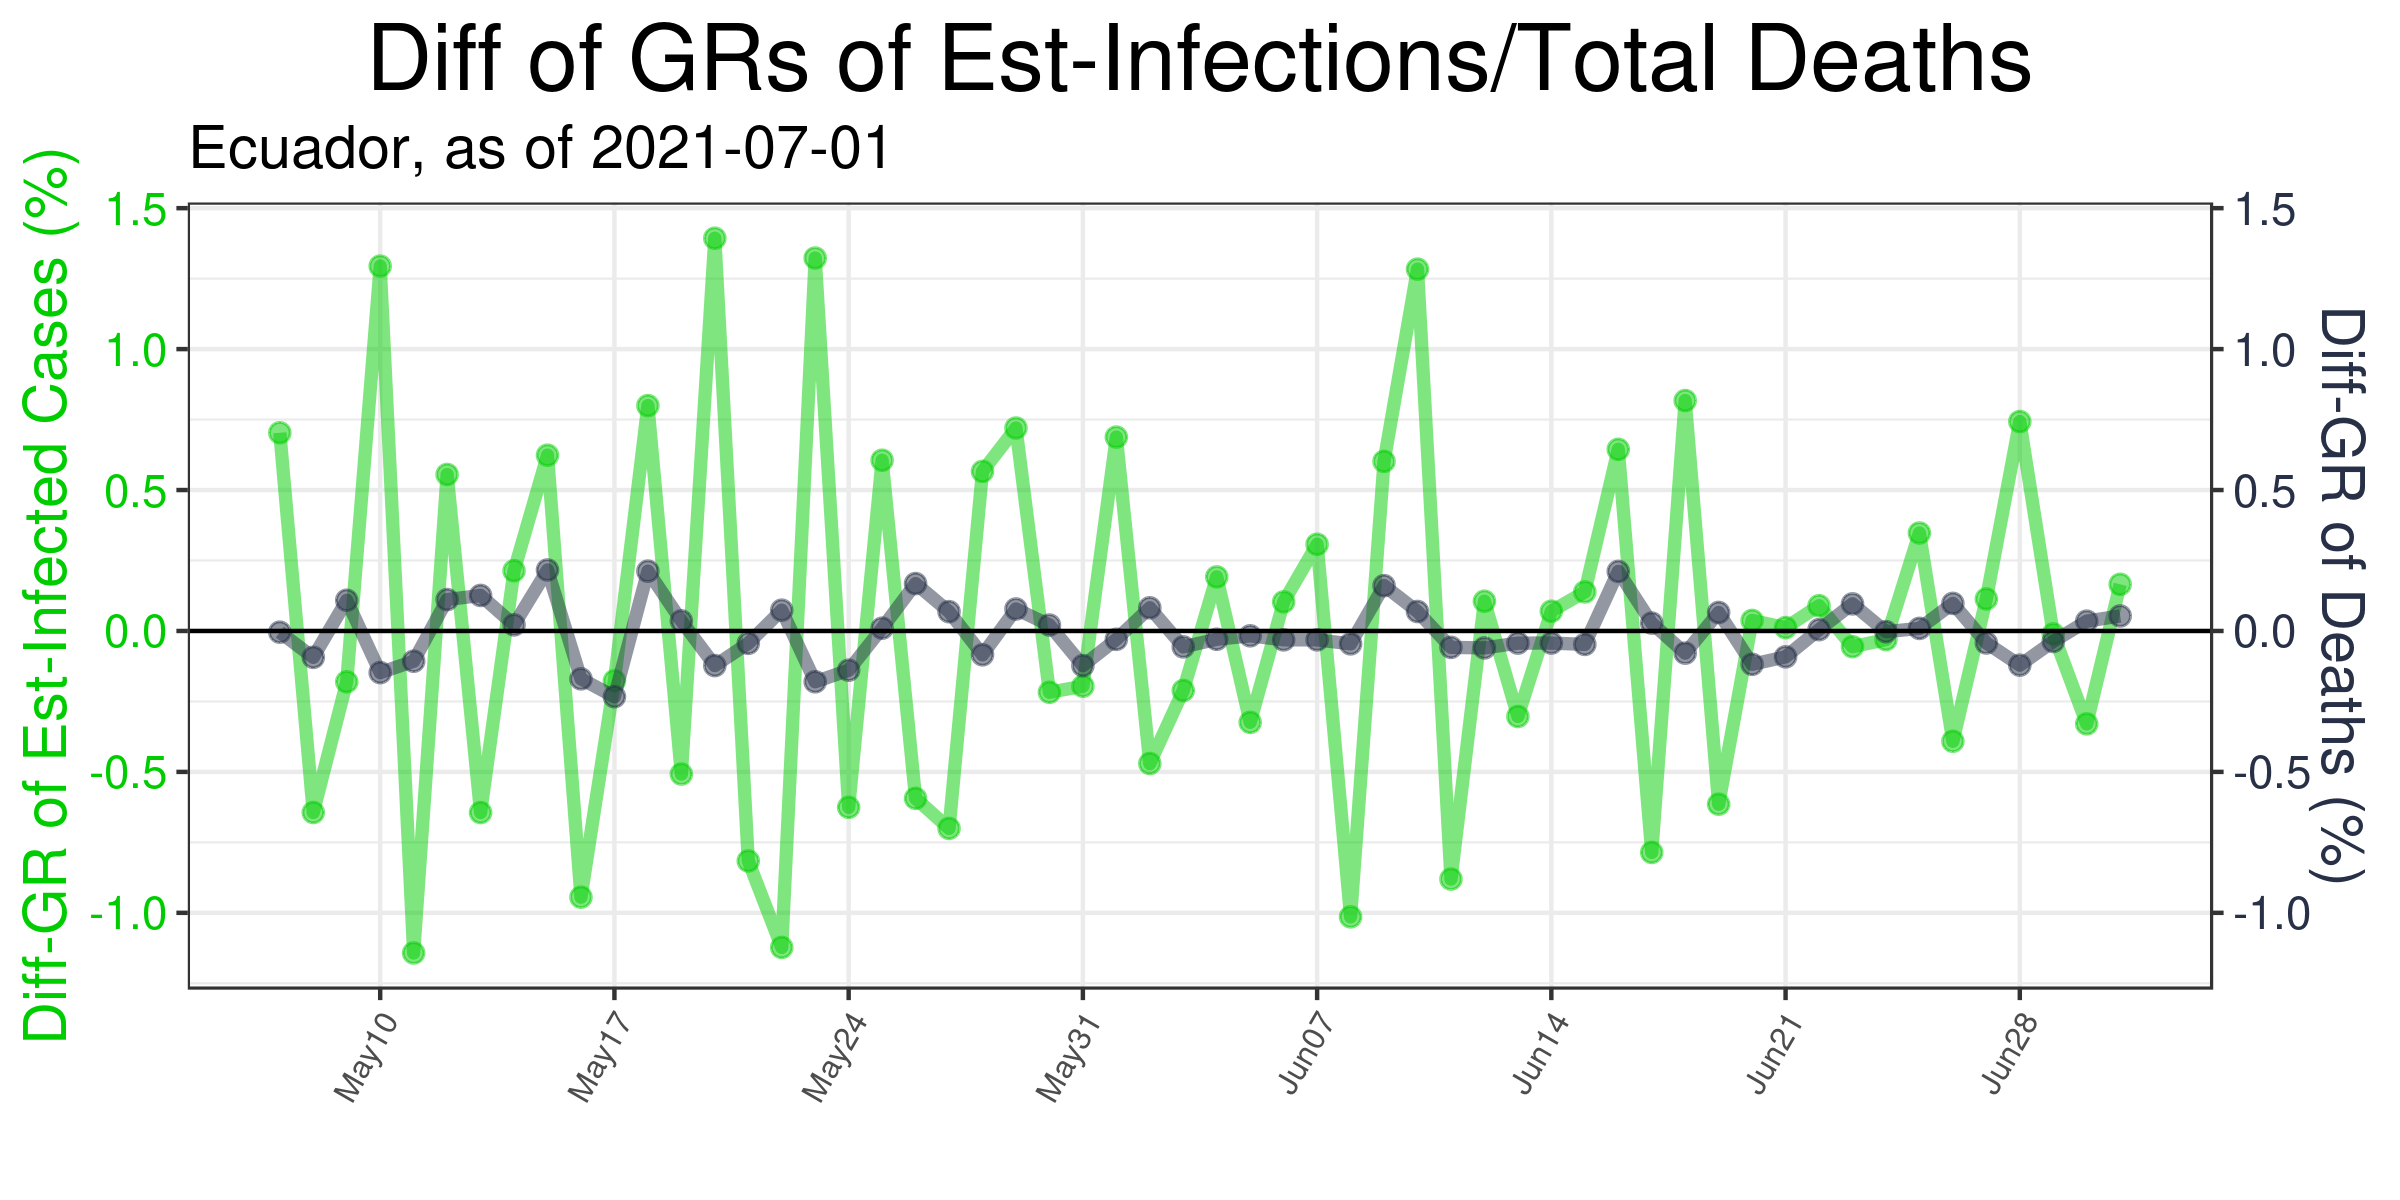 Diff of GRs of Est-Infections/Total Deaths
Ecuador, as of 2021-07-01
Diff-GR of Est-Infected Cases (%)
1.5
1.0
0.5
0.0
-0.5
-1.0
1.5
1.0
0.5
0.0
-0.5
-1.0
Diff-GR of Deaths (%)
May10
May17
May24
May31
Jun07
Jun14
Jun21
Jun28